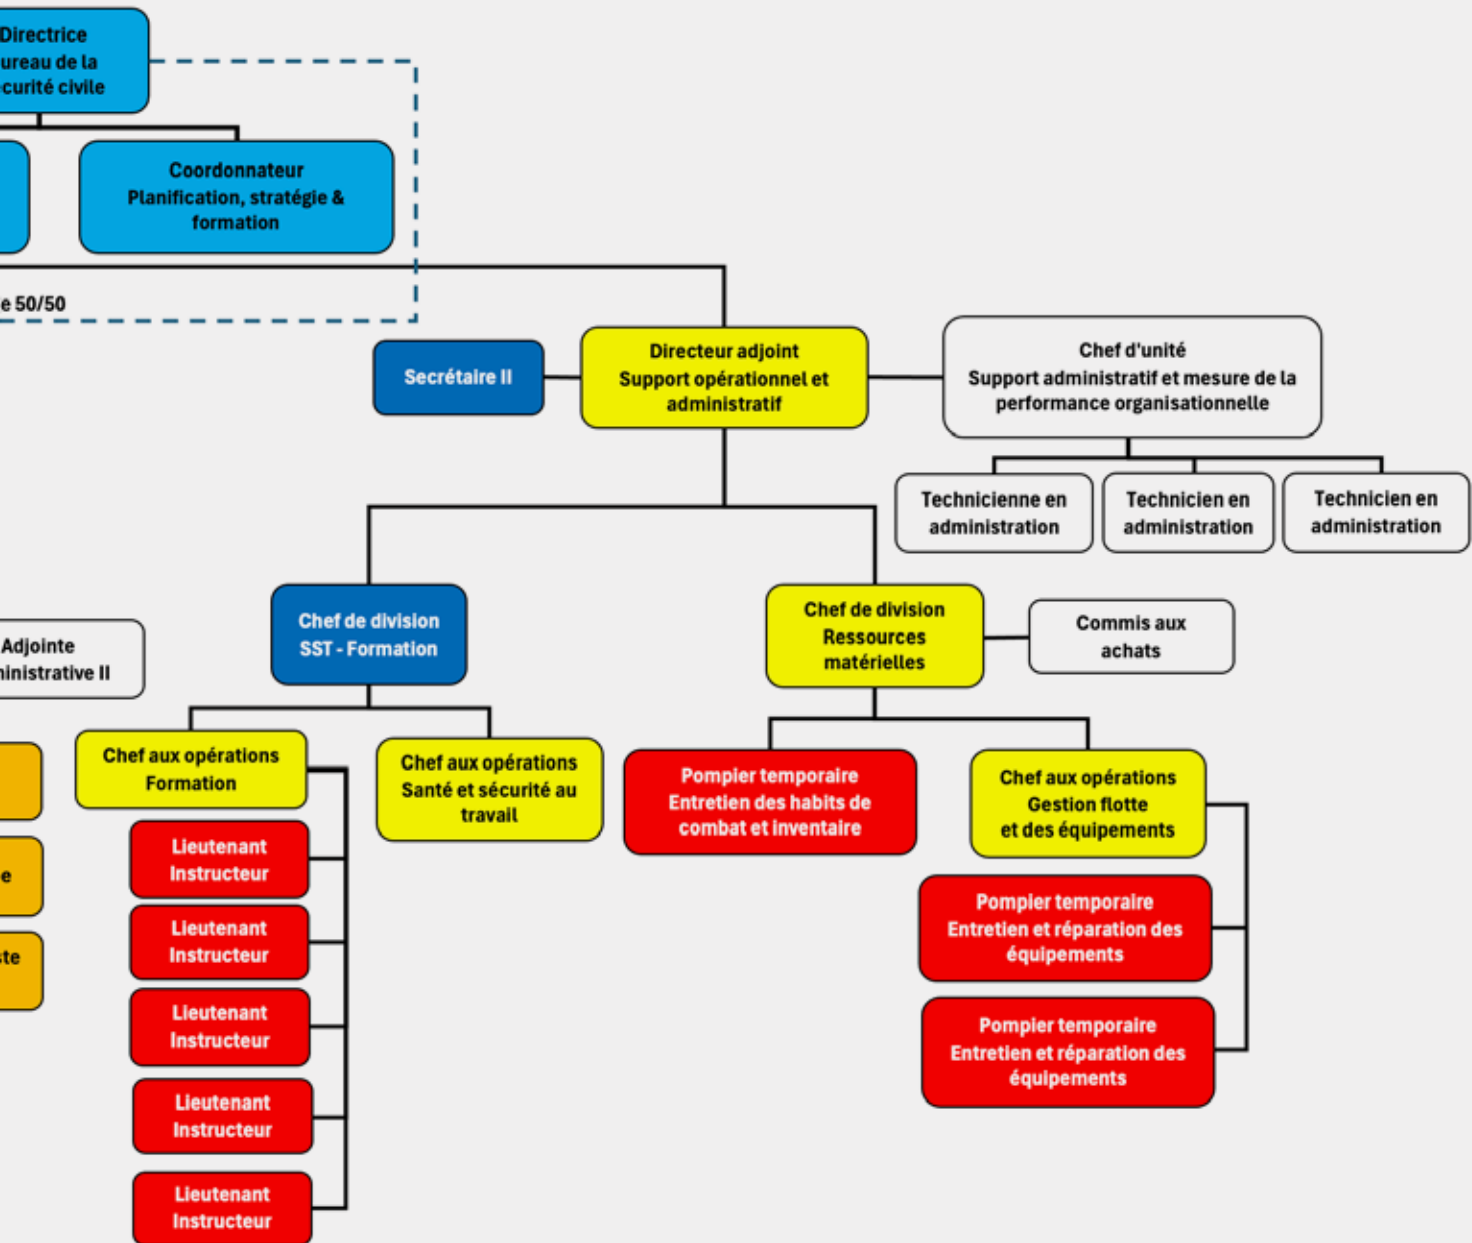 Directrice
ureau de la
curité civile
Coordonnateur
Planification, stratégie &
formation
e 50/50
Secrétaire II
Directeur adjoint
Support opérationnel et
administratif
Chef d'unité
Support administratif et mesure de la
performance organisationnelle
Technicienne en
administration
Technicien en
administration
Technicien en
administration
Chef de division
SST - Formation
Chef de division
Ressources
matérielles
Commis aux
achats
Adjointe
ministrative II
Chef aux opérations
Formation
Chef aux opérations
Santé et sécurité au
travail
Pompier temporaire
Entretien des habits de
combat et inventaire
Chef aux opérations
Gestion flotte
et des équipements
Lieutenant
Instructeur
Lieutenant
Instructeur
Lieutenant
Instructeur
Lieutenant
Instructeur
Lieutenant
Instructeur
Pompier temporaire
Entretien et réparation des
équipements
Pompier temporaire
Entretien et réparation des
équipements
e
ste